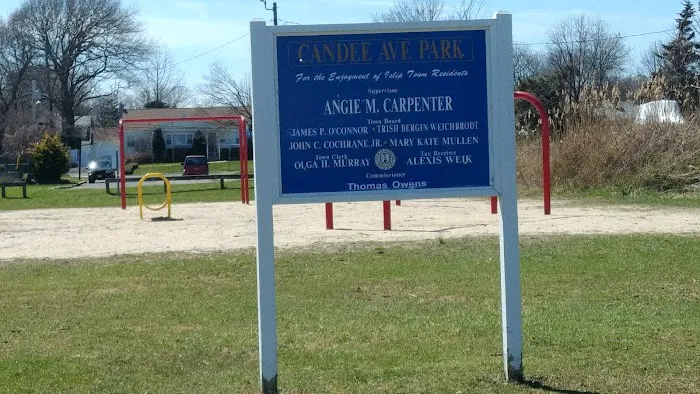 CANDEE AVE PARK
For the Enjoyment of Islip Town Residents
Supervisor
ANGIE M. CARPENTER
Town Board
JAMES P. O'CONNOR • TRISH BERGIN WEICHBRODT
JOHN C. COCHRANE, JR. • MARY KATE MULLEN
Town Clerk Tax Receiver
OLGA H. MURRAY ALEXIS WEIK
Commissioner
Thomas Owens